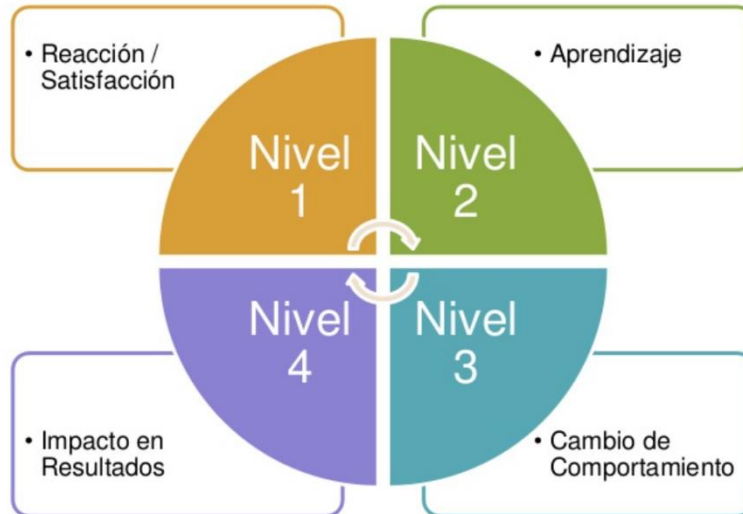 • Reacción /
Satisfacción
Nivel
1
• Aprendizaje
Nivel
2
• Impacto en
Resultados
Nivel
4
• Cambio de
Comportamiento
Nivel
3